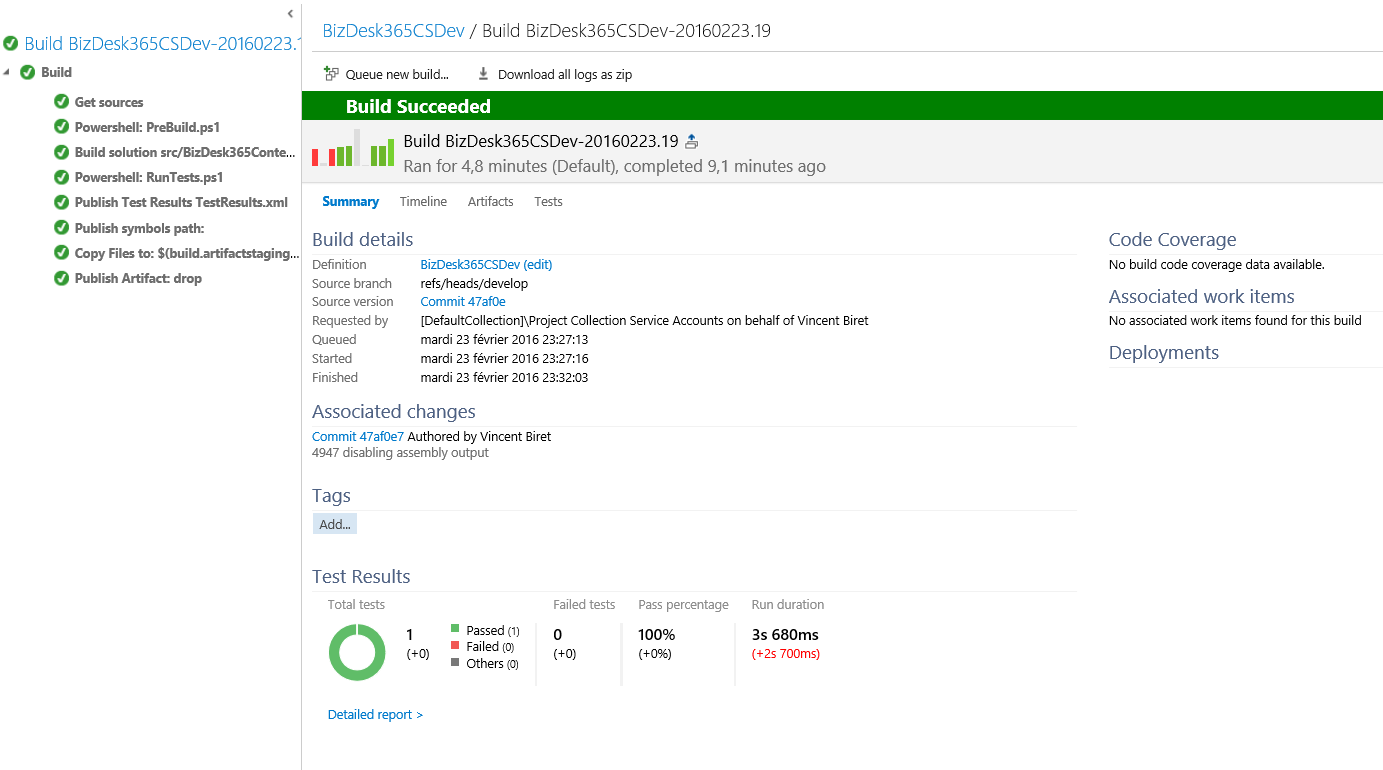 Build BizDesk365CSDev-20160223.1
Build
Get sources
Powershell: PreBuild.ps1
Build solution src/BizDesk365Conte...
Powershell: RunTests.ps1
Publish Test Results TestResults.xml
Publish symbols path:
Copy Files to: $(build.artifactstaging...
Publish Artifact: drop
BizDesk365CSDev / Build BizDesk365CSDev-20160223.19
Queue new build... Download all logs as zip
Build Succeeded
Build BizDesk365CSDev-20160223.19
Ran for 4,8 minutes (Default), completed 9,1 minutes ago
Summary Timeline Artifacts Tests
Build details
Definition BizDesk365CSDev (edit)
Source branch refs/heads/develop
Source version Commit 47af0e
Requested by [DefaultCollection]\Project Collection Service Accounts on behalf of Vincent Biret
Queued mardi 23 février 2016 23:27:13
Started mardi 23 février 2016 23:27:16
Finished mardi 23 février 2016 23:32:03
Associated changes
Commit 47af0e7 Authored by Vincent Biret
4947 disabling assembly output
Tags
Add...
Test Results
Total tests Failed tests Pass percentage Run duration
1 0 100% 3s 680ms
(+0) (+0) (+0%) (+2s 700ms)
Passed (1)
Failed (0)
Others (0)
Detailed report >
Code Coverage
No build code coverage data available.
Associated work items
No associated work items found for this build
Deployments